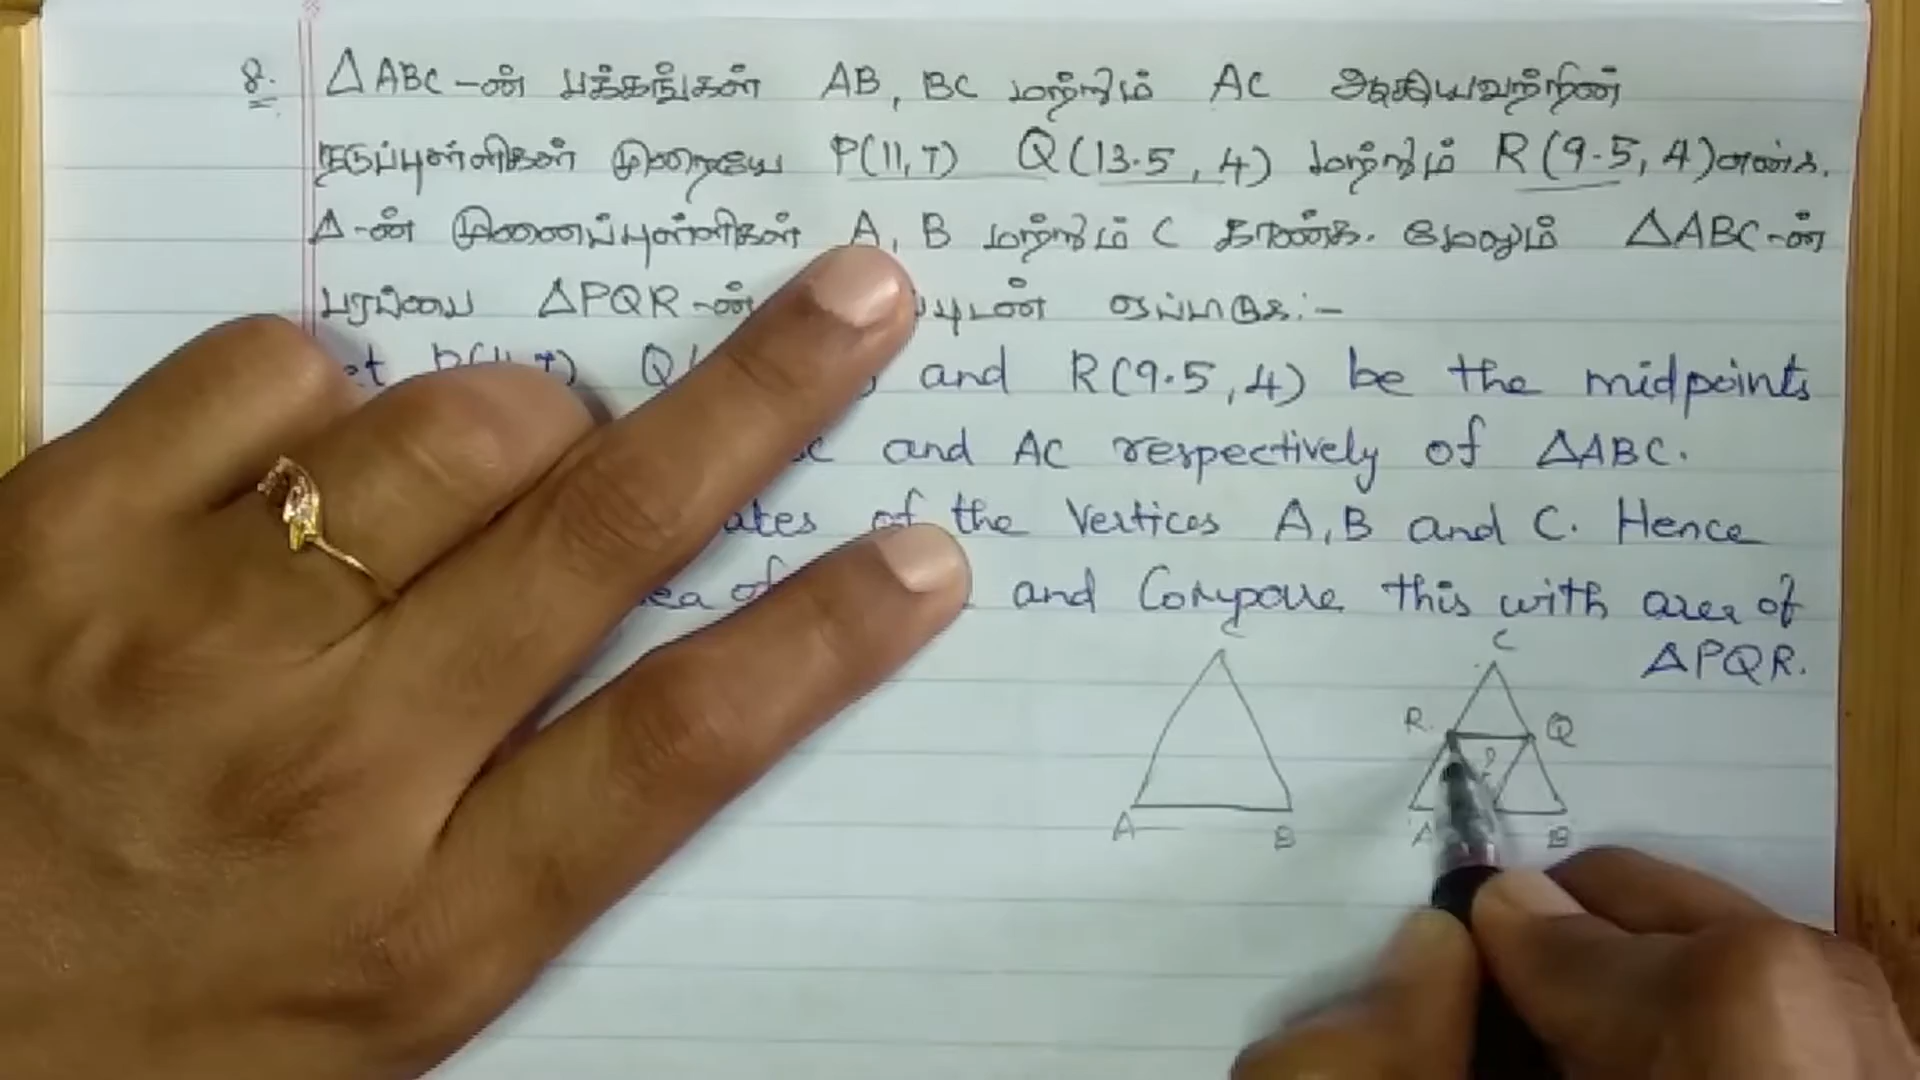 8. ΔABC-ன் பக்கங்கள் AB, BC மற்றும் AC ஆகியவற்றின்
நடுப்புள்ளிகள் முறையே P(11,7) Q(13.5, 4) மற்றும் R(9.5, 4) என்க.
Δ-ன் முனைப்புள்ளிகள் A, B மற்றும் C காண்க. மேலும் ΔABC-ன்
பரப்பை ΔPQR-ன் ஒப்பிடுக:-
and R(9.5, 4) be the midpoints
and AC respectively of ΔABC.
of the Vertices A, B and C. Hence
and Compare this with area of
ΔPQR.
C C
R Q
P
A B A B